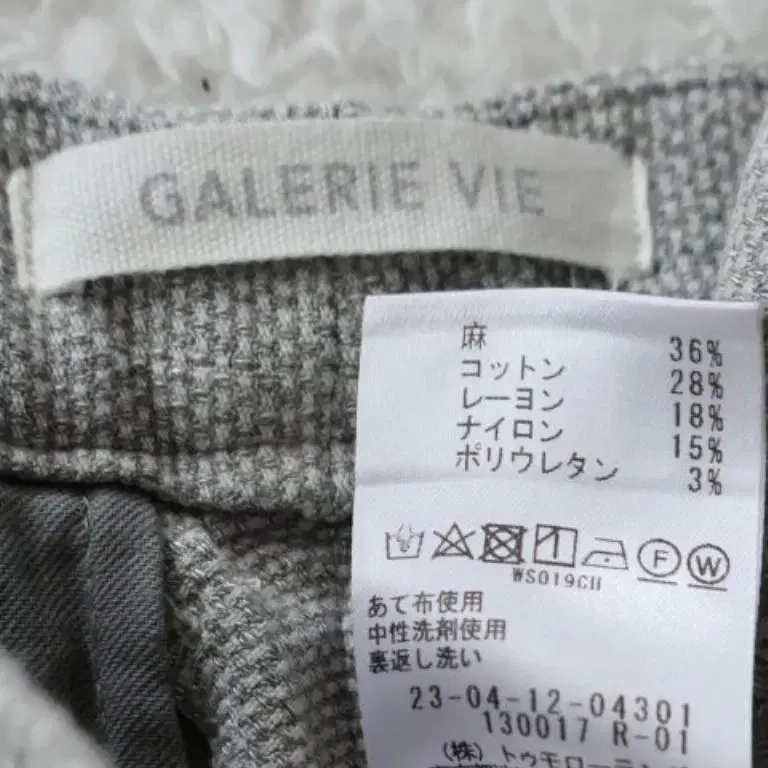 GALERIE VIE
麻 36%
コットン 28%
レーヨン 18%
ナイロン 15%
ポリウレタン 3%
F W
WS019CU
あて布使用
中性洗剤使用
裏返し洗い
23-04-12-04301
130017 R-01
(株) トゥモローランド